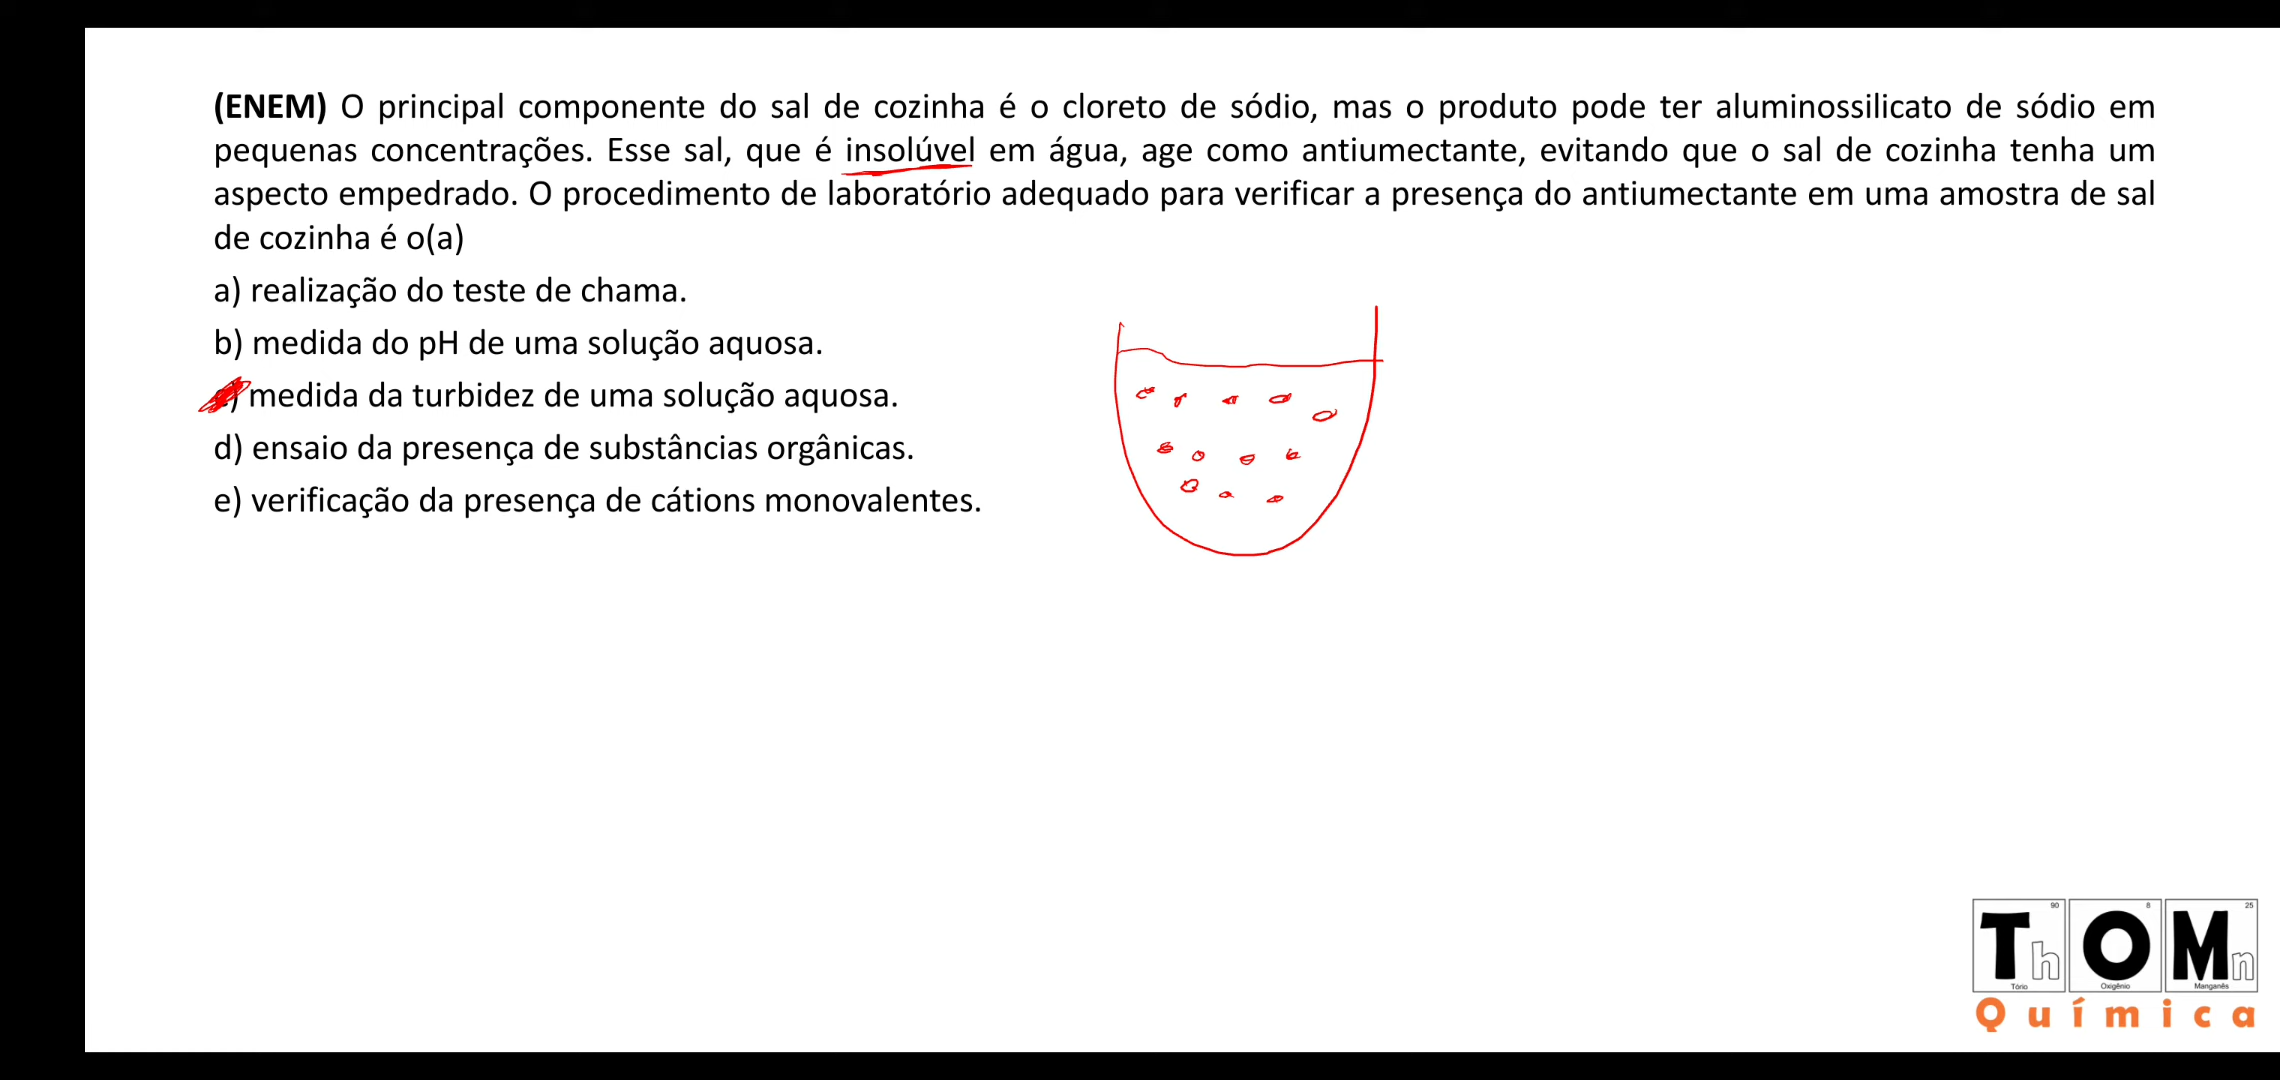 (ENEM) O principal componente do sal de cozinha é o cloreto de sódio, mas o produto pode ter aluminossilicato de sódio em
pequenas concentrações. Esse sal, que é insolúvel em água, age como antiumectante, evitando que o sal de cozinha tenha um
aspecto empedrado. O procedimento de laboratório adequado para verificar a presença do antiumectante em uma amostra de sal
de cozinha é o(a)
a) realização do teste de chama.
b) medida do pH de uma solução aquosa.
) medida da turbidez de uma solução aquosa.
d) ensaio da presença de substâncias orgânicas.
e) verificação da presença de cátions monovalentes.
90 8 25
Th O Mn
Tório Oxigênio Manganês
Química